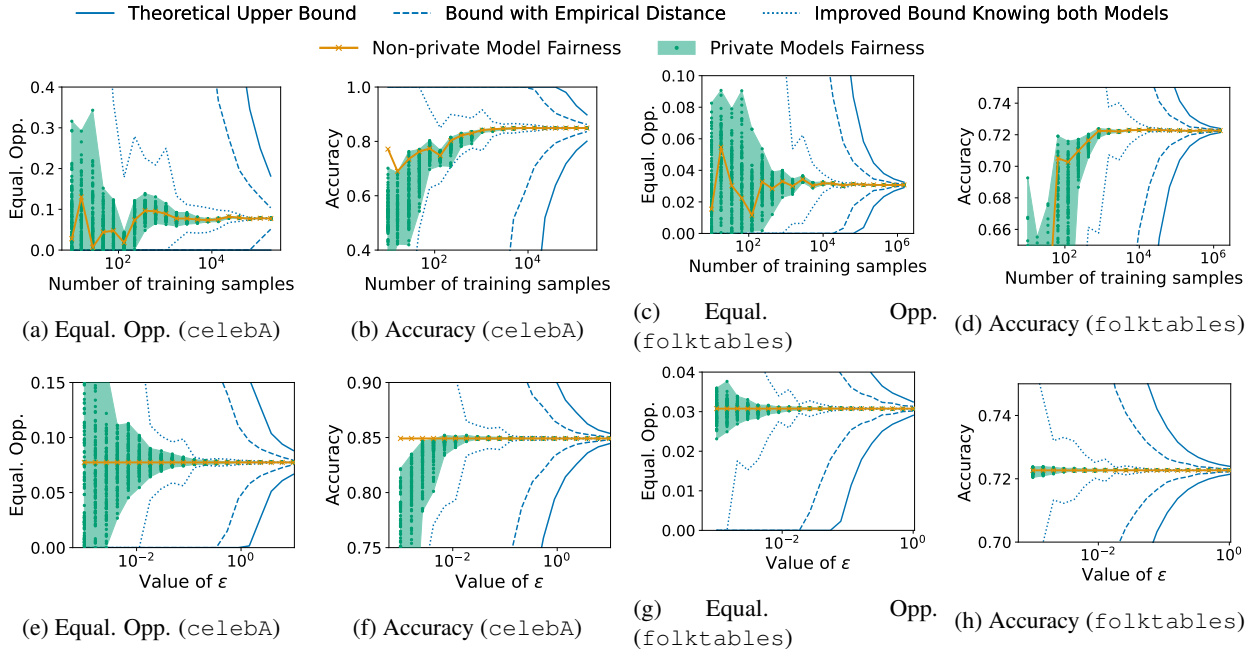 Theoretical Upper Bound Bound with Empirical Distance Improved Bound Knowing both Models
Non-private Model Fairness Private Models Fairness
0.4
0.3
0.2
0.1
0.0
Equal. Opp.
10^2 10^4
Number of training samples
(a) Equal. Opp. (celebA)
1.0
0.8
0.6
0.4
Accuracy
10^2 10^4
Number of training samples
(b) Accuracy (celebA)
0.10
0.08
0.06
0.04
0.02
0.00
Equal. Opp.
10^2 10^4 10^6
Number of training samples
(c) Equal. Opp.
(folktables)
0.74
0.72
0.70
0.68
0.66
Accuracy
10^2 10^4 10^6
Number of training samples
(d) Accuracy (folktables)
0.15
0.10
0.05
0.00
Equal. Opp.
10^−2 10^0
Value of ε
(e) Equal. Opp. (celebA)
0.90
0.85
0.80
0.75
Accuracy
10^−2 10^0
Value of ε
(f) Accuracy (celebA)
0.04
0.03
0.02
0.01
0.00
Equal. Opp.
10^−2 10^0
Value of ε
(g) Equal. Opp.
(folktables)
0.74
0.72
0.70
Accuracy
10^−2 10^0
Value of ε
(h) Accuracy (folktables)